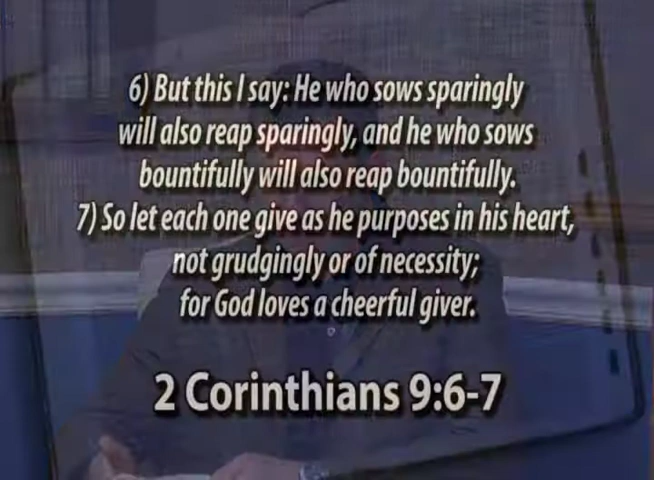 6) But this I say: He who sows sparingly
will also reap sparingly, and he who sows
bountifully will also reap bountifully.
7) So let each one give as he purposes in his heart,
not grudgingly or of necessity;
for God loves a cheerful giver.
2 Corinthians 9:6-7